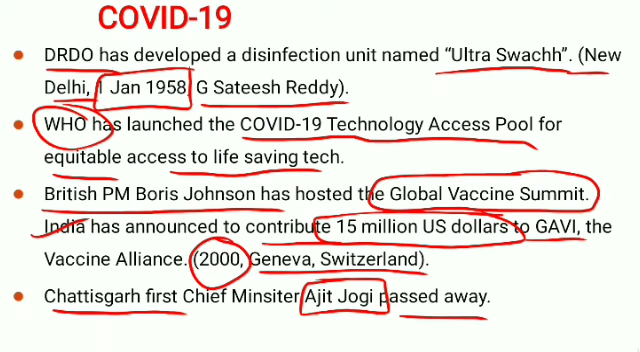 COVID-19
DRDO has developed a disinfection unit named “Ultra Swachh”. (New
Delhi, 1 Jan 1958, G Sateesh Reddy).
WHO has launched the COVID-19 Technology Access Pool for
equitable access to life saving tech.
British PM Boris Johnson has hosted the Global Vaccine Summit.
India has announced to contribute 15 million US dollars to GAVI, the
Vaccine Alliance. (2000, Geneva, Switzerland).
Chattisgarh first Chief Minsiter Ajit Jogi passed away.